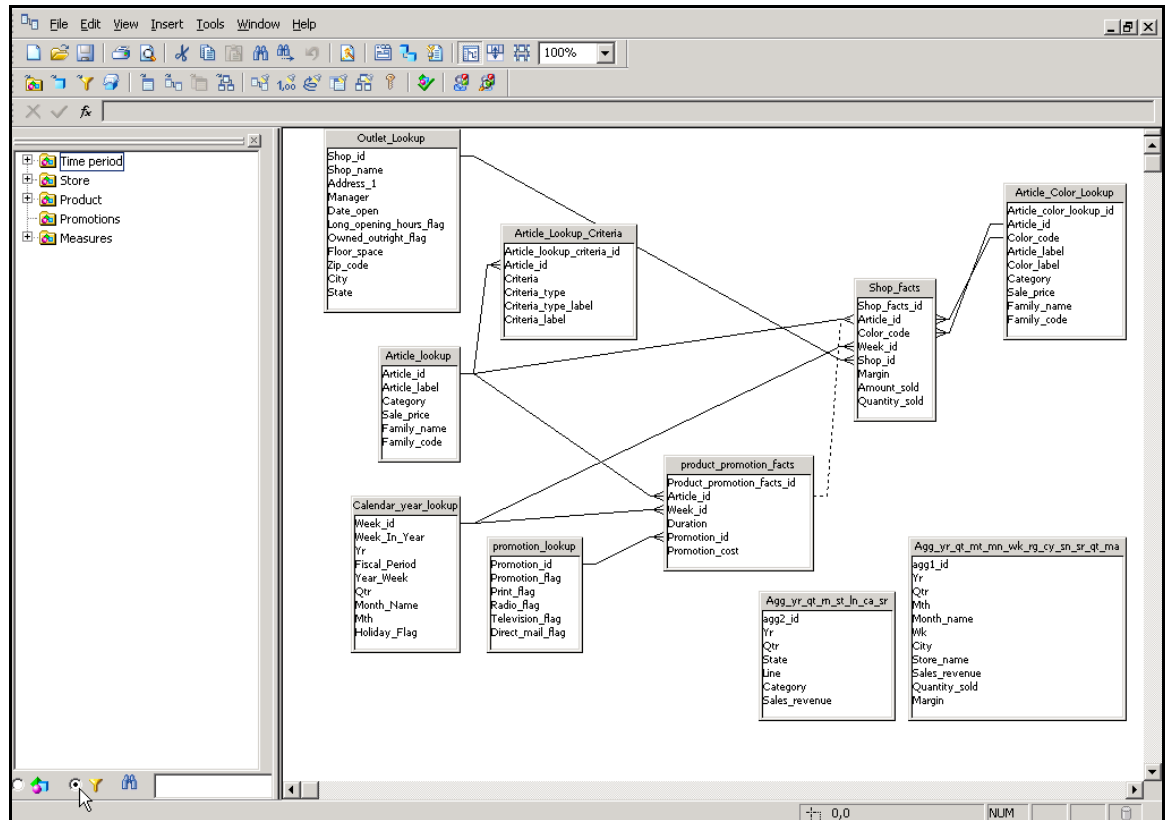 File Edit View Insert Tools Window Help
100%
Time period
Store
Product
Promotions
Measures
Outlet_Lookup
Shop_id
Shop_name
Address_1
Manager
Date_open
Long_opening_hours_flag
Owned_outright_flag
Floor_space
Zip_code
City
State
Article_Lookup_Criteria
Article_lookup_criteria_id
Article_id
Criteria
Criteria_type
Criteria_type_label
Criteria_label
Article_Color_Lookup
Article_color_lookup_id
Article_id
Color_code
Article_label
Color_label
Category
Sale_price
Family_name
Family_code
Shop_facts
Shop_facts_id
Article_id
Color_code
Week_id
Shop_id
Margin
Amount_sold
Quantity_sold
Article_lookup
Article_id
Article_label
Category
Sale_price
Family_name
Family_code
product_promotion_facts
Product_promotion_facts_id
Article_id
Week_id
Duration
Promotion_id
Promotion_cost
Calendar_year_lookup
Week_id
Week_In_Year
Yr
Fiscal_Period
Year_Week
Qtr
Month_Name
Mth
Holiday_Flag
promotion_lookup
Promotion_id
Promotion_flag
Print_flag
Radio_flag
Television_flag
Direct_mail_flag
Agg_yr_qt_rn_st_ln_ca_sr
agg2_id
Yr
Qtr
State
Line
Category
Sales_revenue
Agg_yr_qt_mt_mn_wk_rg_cy_sn_sr_qt_ma
agg1_id
Yr
Qtr
Mth
Month_name
Wk
City
Store_name
Sales_revenue
Quantity_sold
Margin
0,0 NUM